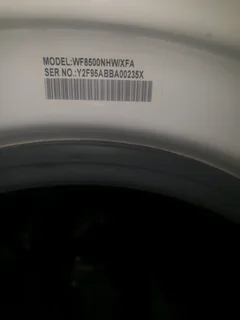 MODEL:WF8500NHW/XFA
SER NO.:Y2F95ABBA00235X